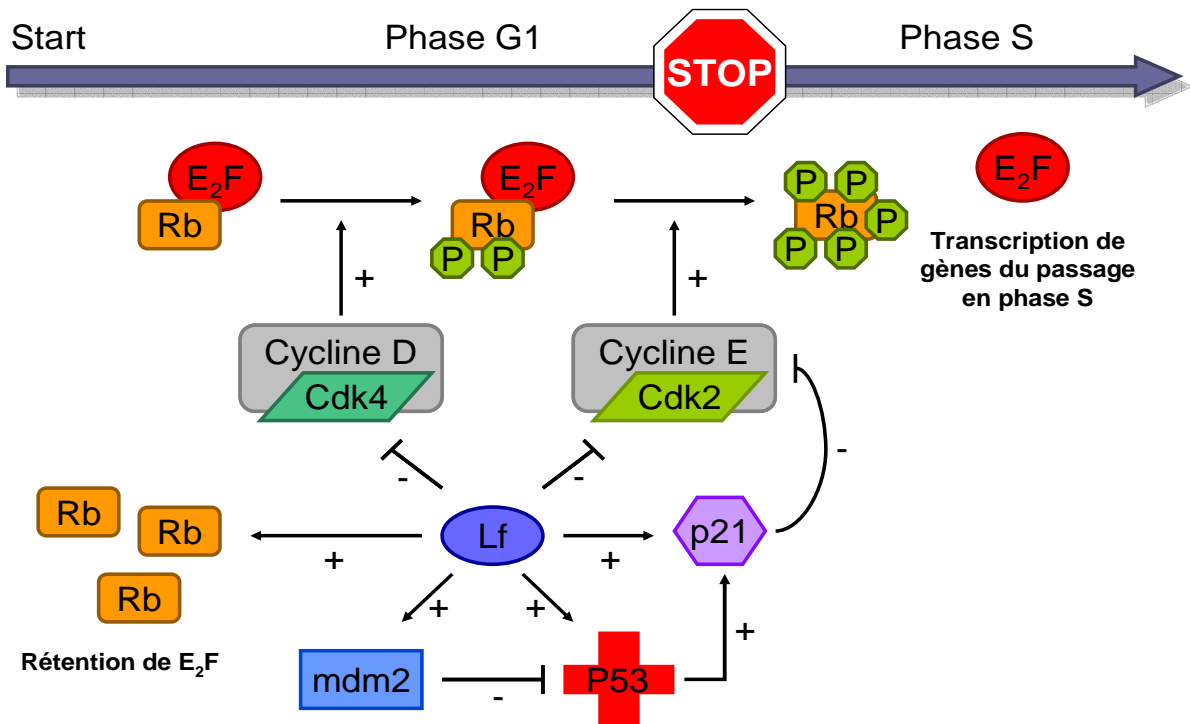 Start
Phase G1
STOP
Phase S
E₂F
Rb
E₂F
Rb
P
P
P
P
Rb
P
P
P
E₂F
Transcription de
gènes du passage
en phase S
+
+
Cycline D
Cdk4
Cycline E
Cdk2
-
-
-
Rb
Rb
Rb
Rétention de E₂F
+
Lf
+
p21
+
+
+
mdm2
-
P53